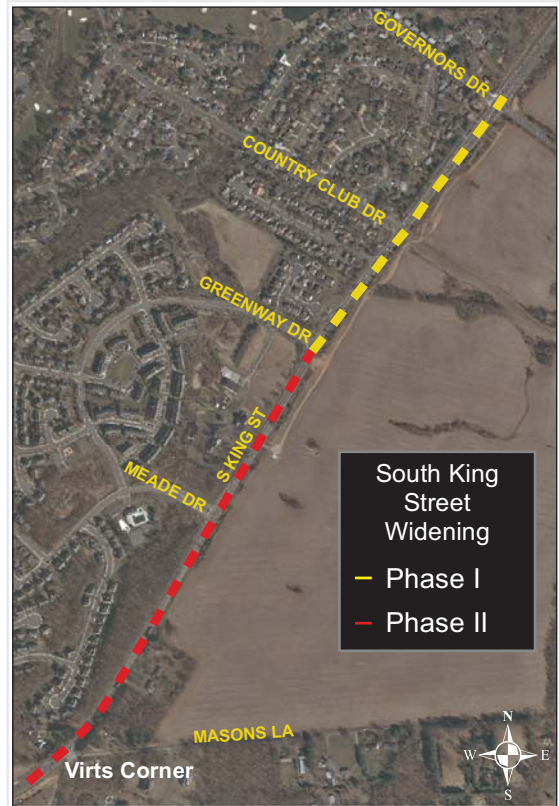 GOVERNORS DR
COUNTRY CLUB DR
GREENWAY DR
S KING ST
MEADE DR
South King
Street
Widening
Phase I
Phase II
MASONS LA
Virts Corner
N
W E
S